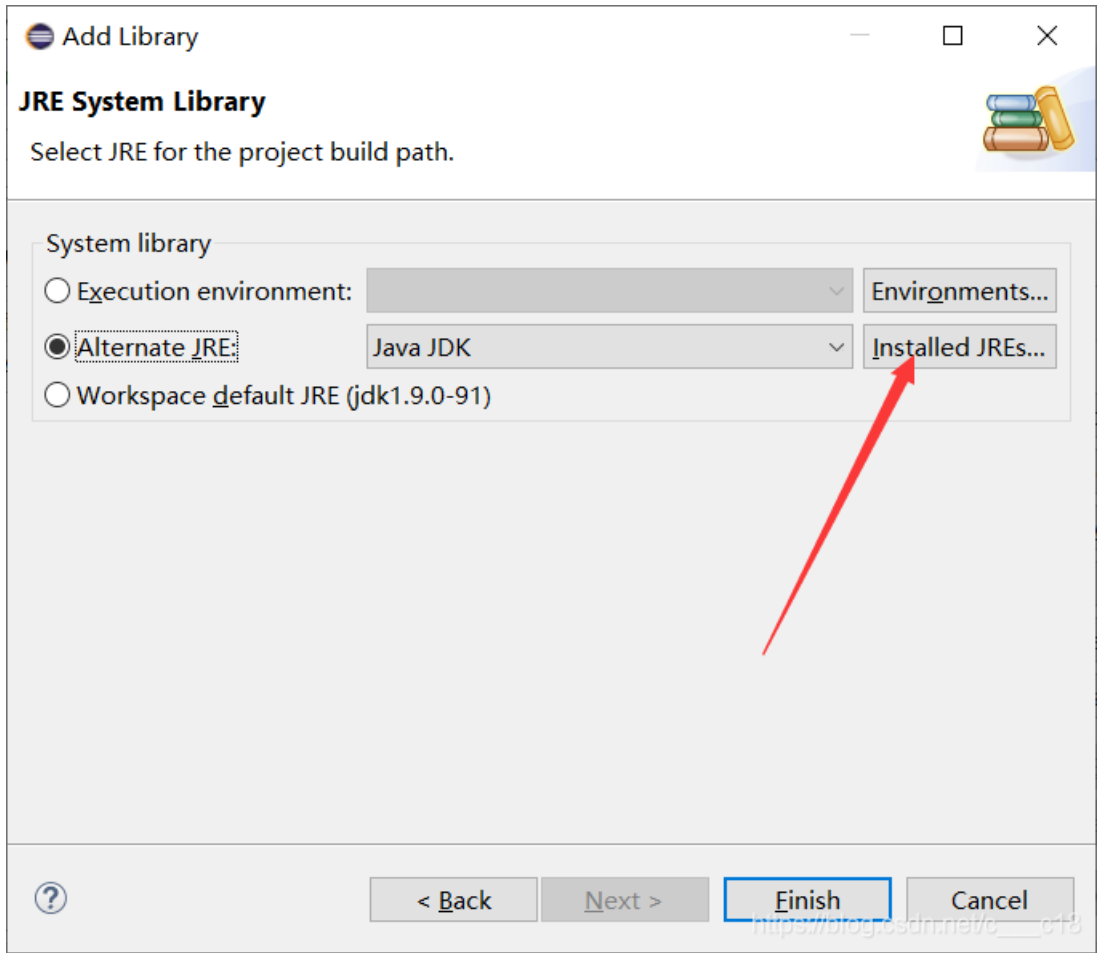 Add Library
JRE System Library
Select JRE for the project build path.
System library
Execution environment: Environments...
Alternate JRE: Java JDK Installed JREs...
Workspace default JRE (jdk1.9.0-91)
? < Back Next > Finish Cancel
https://blog.csdn.net/c___c18